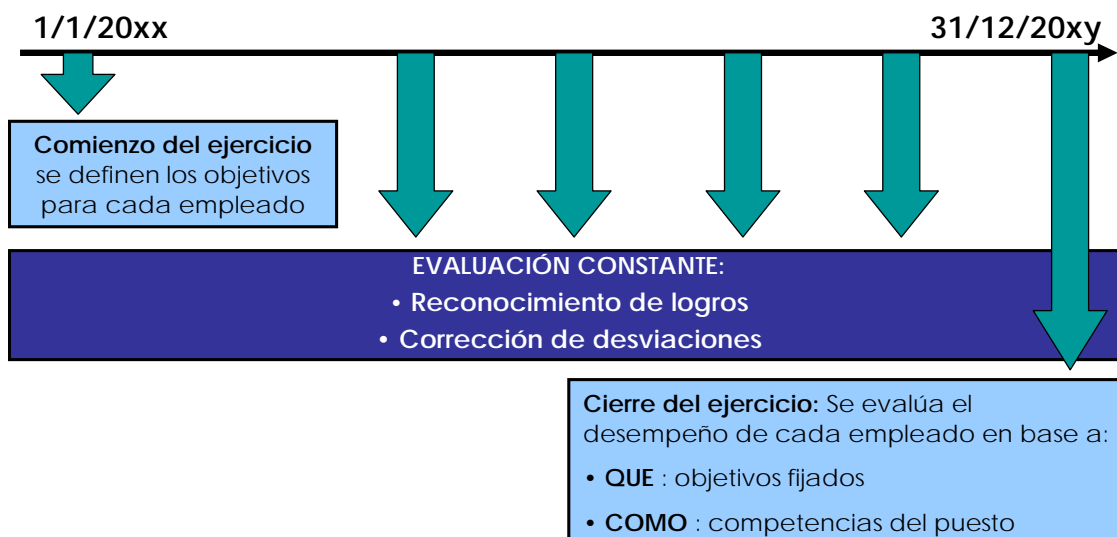 1/1/20xx
31/12/20xy
Comienzo del ejercicio
se definen los objetivos
para cada empleado
EVALUACIÓN CONSTANTE:
• Reconocimiento de logros
• Corrección de desviaciones
Cierre del ejercicio: Se evalúa el
desempeño de cada empleado en base a:
• QUE : objetivos fijados
• COMO : competencias del puesto